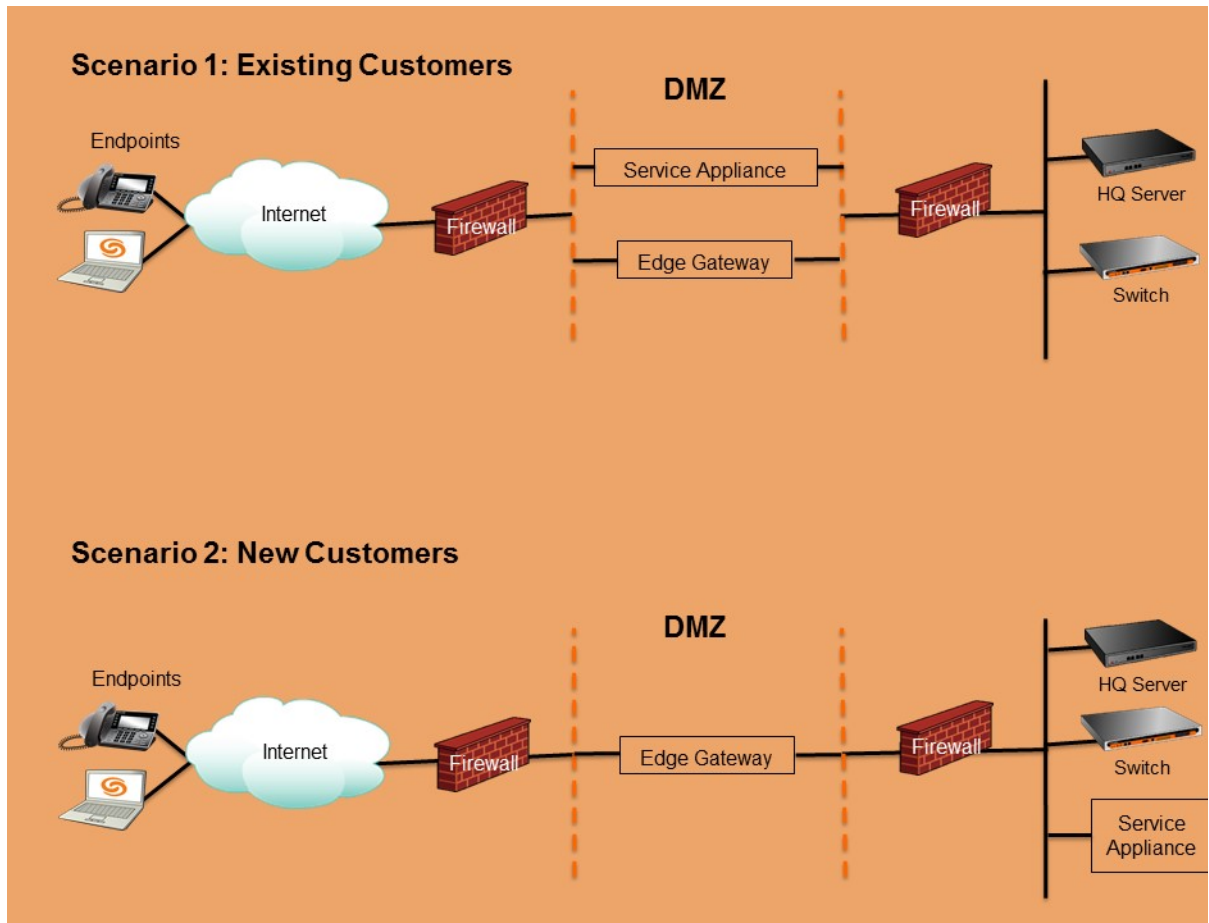 Scenario 1: Existing Customers
DMZ
Endpoints
Internet
Firewall
Service Appliance
Edge Gateway
Firewall
HQ Server
Switch
Scenario 2: New Customers
DMZ
Endpoints
Internet
Firewall
Edge Gateway
Firewall
HQ Server
Switch
Service
Appliance